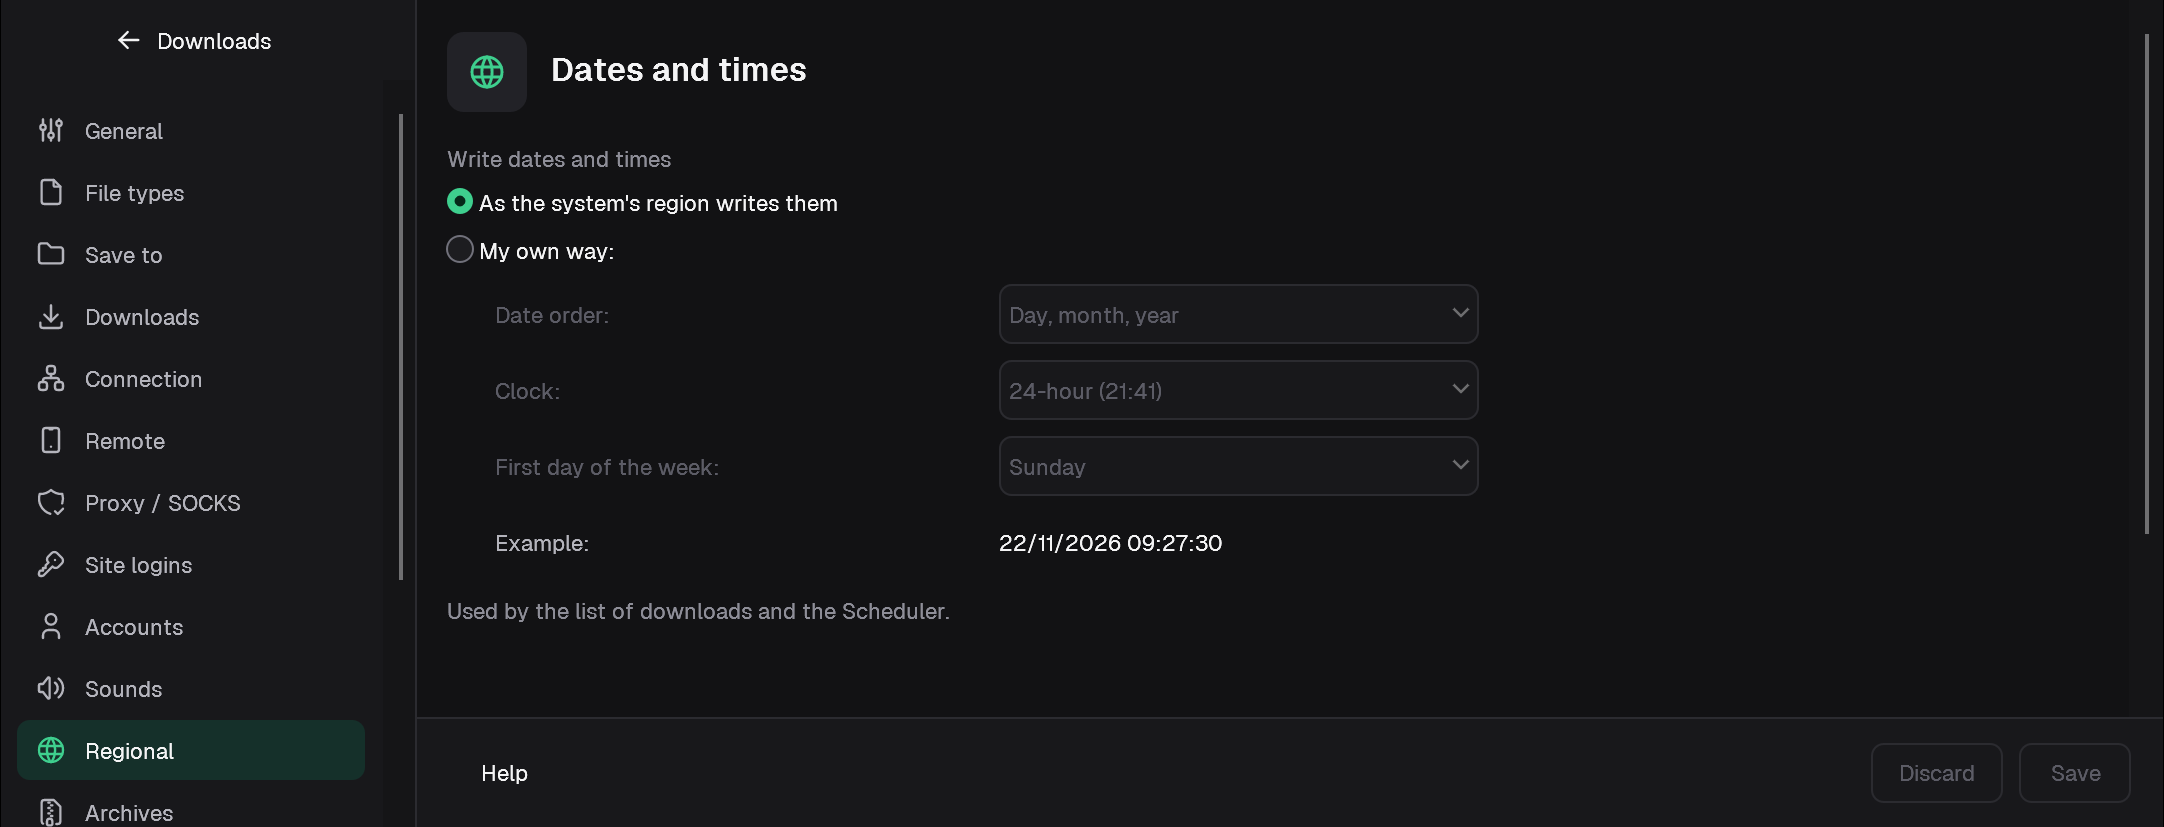 Downloads
General
File types
Save to
Downloads
Connection
Remote
Proxy / SOCKS
Site logins
Accounts
Sounds
Regional
Archives
Dates and times
Write dates and times
As the system's region writes them
My own way:
Date order:
Day, month, year
Clock:
24-hour (21:41)
First day of the week:
Sunday
Example:
22/11/2026 09:27:30
Used by the list of downloads and the Scheduler.
Help
Discard
Save